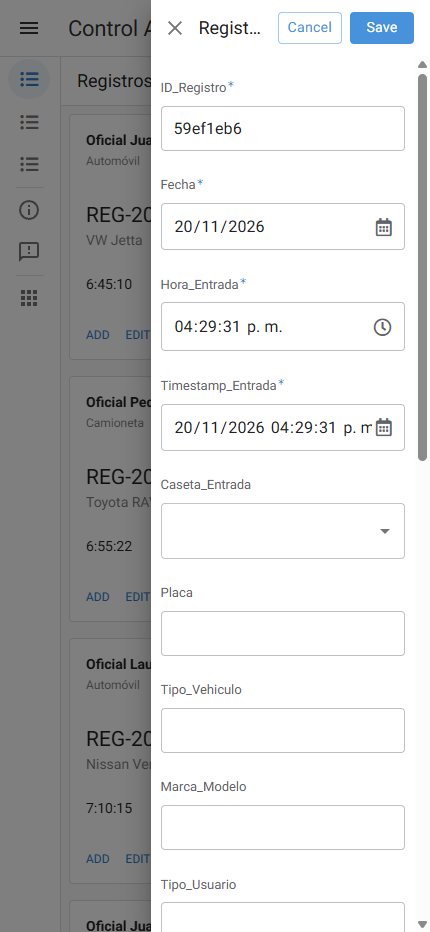 Control A
Regist...
Cancel
Save
Registros
Oficial Jua
Automóvil
REG-20
VW Jetta
6:45:10
ADD EDIT
Oficial Ped
Camioneta
REG-20
Toyota RA
6:55:22
ADD EDIT
Oficial Lau
Automóvil
REG-20
Nissan Ver
7:10:15
ADD EDIT
Oficial Jua
ID_Registro*
59ef1eb6
Fecha*
20/11/2026
Hora_Entrada*
04:29:31 p. m.
Timestamp_Entrada*
20/11/2026 04:29:31 p. m
Caseta_Entrada
Placa
Tipo_Vehiculo
Marca_Modelo
Tipo_Usuario